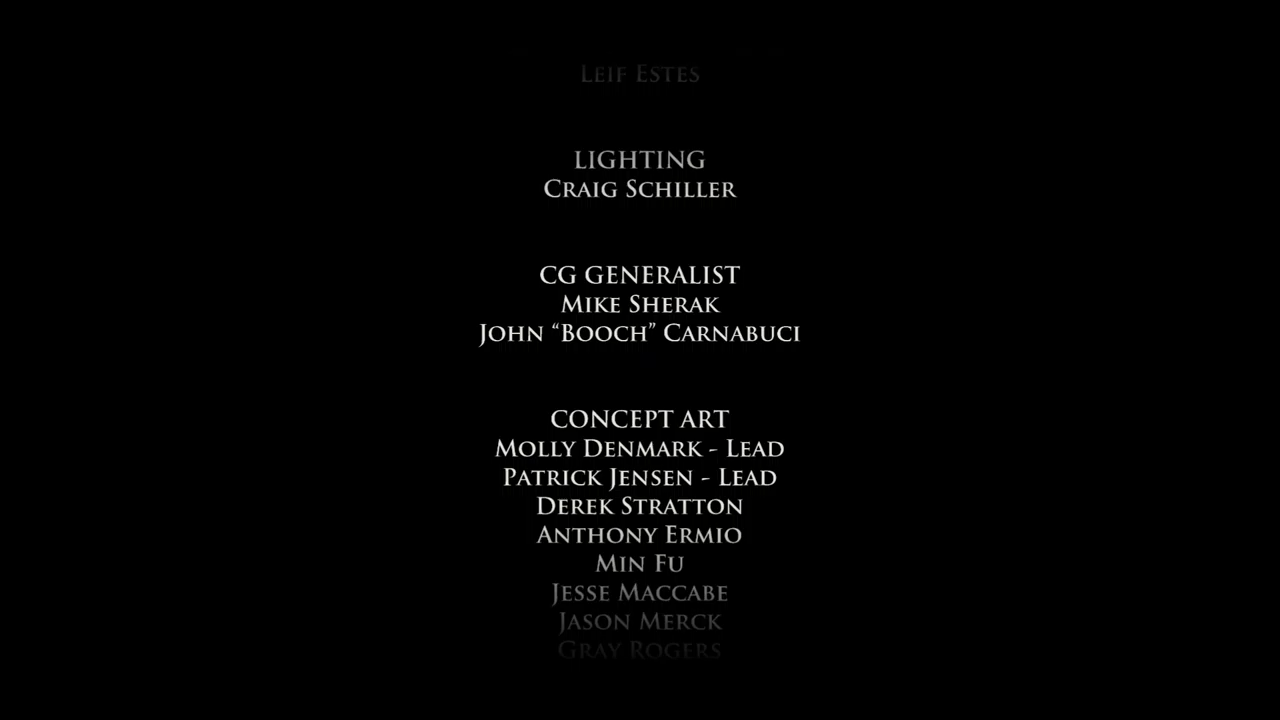 Leif Estes
LIGHTING
Craig Schiller
CG GENERALIST
Mike Sherak
John “Booch” Carnabuci
CONCEPT ART
Molly Denmark - Lead
Patrick Jensen - Lead
Derek Stratton
Anthony Ermio
Min Fu
Jesse Maccabe
Jason Merck
Gray Rogers